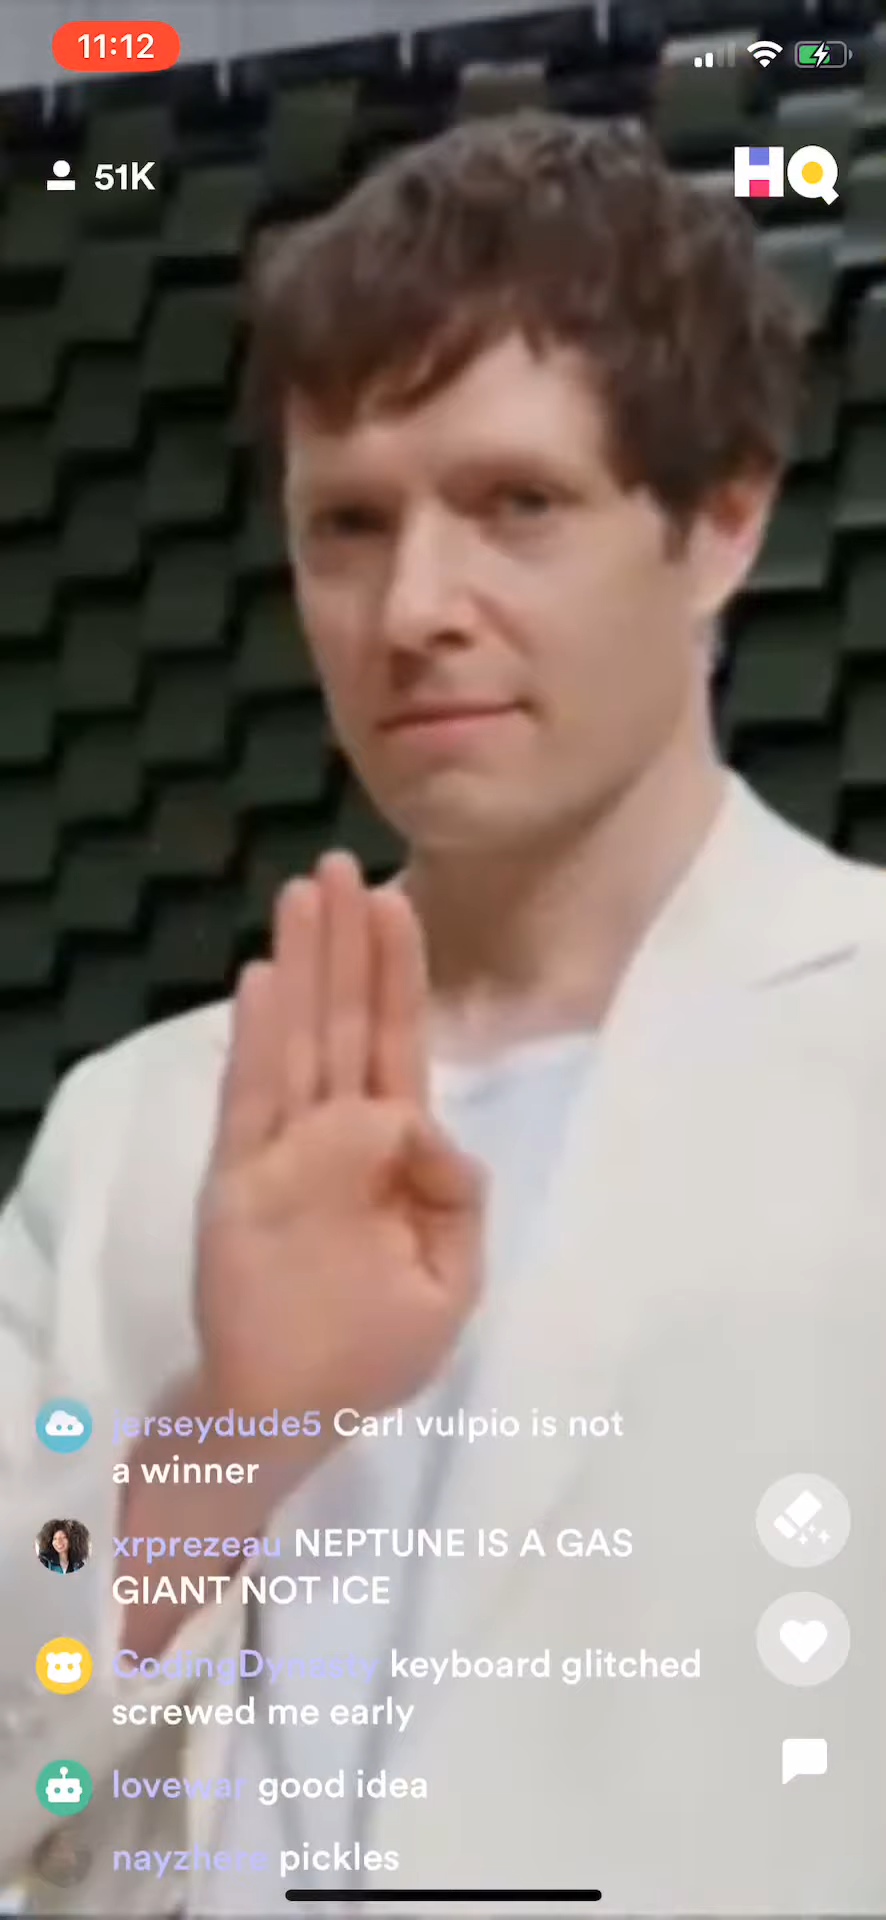 11:12
51K
HQ
jerseydude5 Carl vulpio is not
a winner
xrprezeau NEPTUNE IS A GAS
GIANT NOT ICE
CodingDynasty keyboard glitched
screwed me early
lovewar good idea
nayzhere pickles